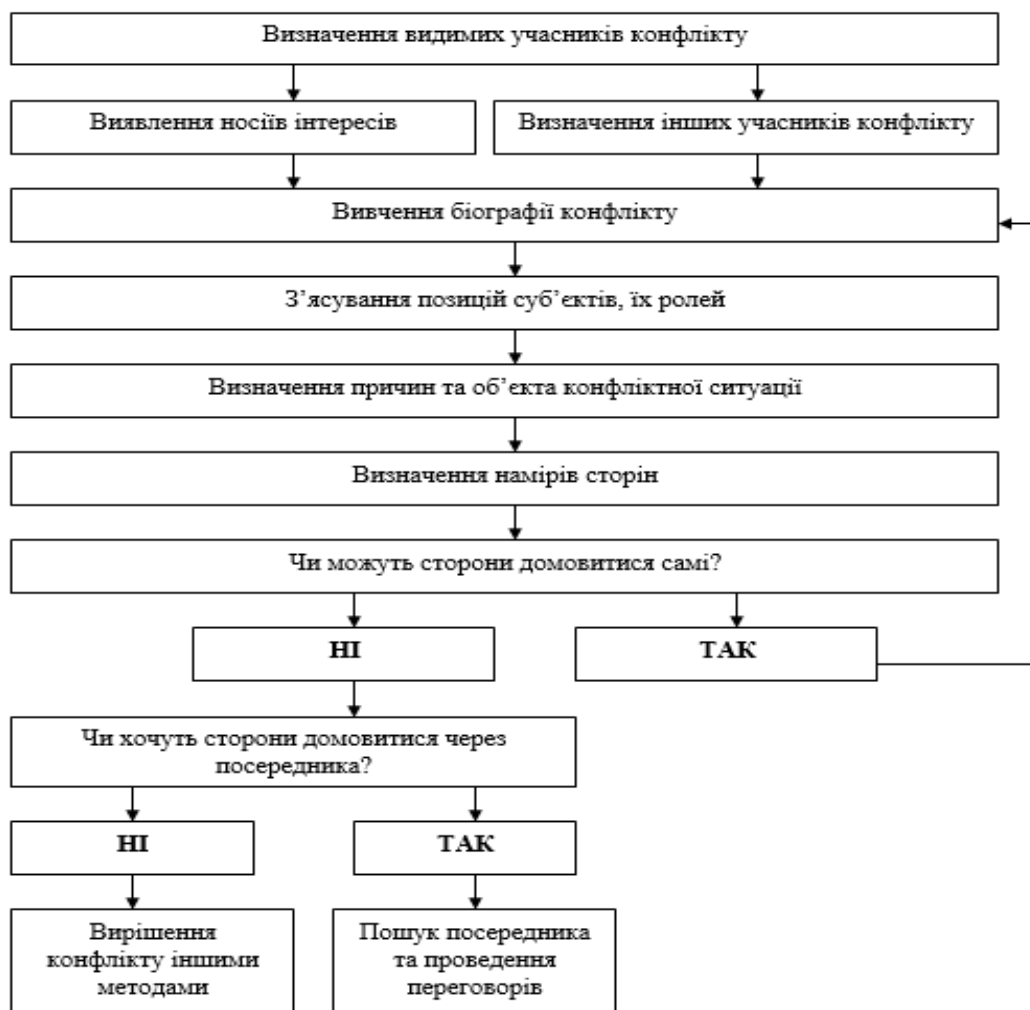 Визначення видимих учасників конфлікту
Виявлення носіїв інтересів
Визначення інших учасників конфлікту
Вивчення біографії конфлікту
З’ясування позицій суб’єктів, їх ролей
Визначення причин та об’єкта конфліктної ситуації
Визначення намірів сторін
Чи можуть сторони домовитися самі?
НІ
ТАК
Чи хочуть сторони домовитися через
посередника?
НІ
ТАК
Вирішення
конфлікту іншими
методами
Пошук посередника
та проведення
переговорів